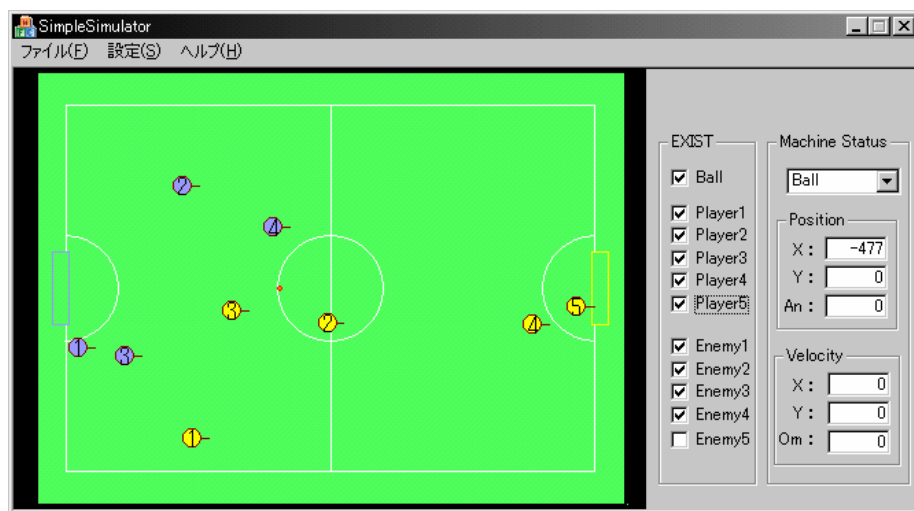 SimpleSimulator
ファイル(F) 設定(S) ヘルプ(H)
2
4
3
2
4
5
1
3
1
EXIST
Ball
Player1
Player2
Player3
Player4
Player5
Enemy1
Enemy2
Enemy3
Enemy4
Enemy5
Machine Status
Ball
Position
X: -477
Y: 0
An: 0
Velocity
X: 0
Y: 0
Om: 0